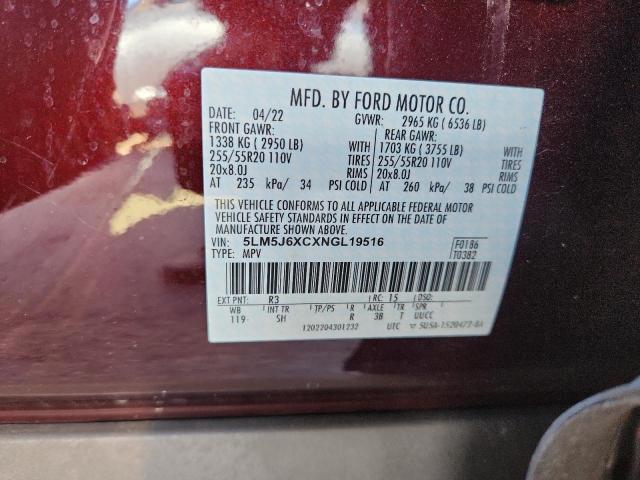 MFD. BY FORD MOTOR CO.
DATE: 04/22 GVWR: 2965 KG ( 6536 LB)
FRONT GAWR: REAR GAWR:
1338 KG ( 2950 LB) WITH 1703 KG ( 3755 LB) WITH
255/55R20 110V TIRES 255/55R20 110V TIRES
20x8.0J RIMS 20x8.0J RIMS
AT 235 kPa/ 34 PSI COLD AT 260 kPa/ 38 PSI COLD
THIS VEHICLE CONFORMS TO ALL APPLICABLE FEDERAL MOTOR
VEHICLE SAFETY STANDARDS IN EFFECT ON THE DATE OF
MANUFACTURE SHOWN ABOVE.
VIN: 5LM5J6XCXNGL19516 F0186
TYPE: MPV T0382
EXT PNT: R3 RC: 15 DSO:
WB INT TR TP/PS R AXLE TR SPR
119 SH R 3B T UUCC
1202204301232 UTC 5U5A-1520472-BA